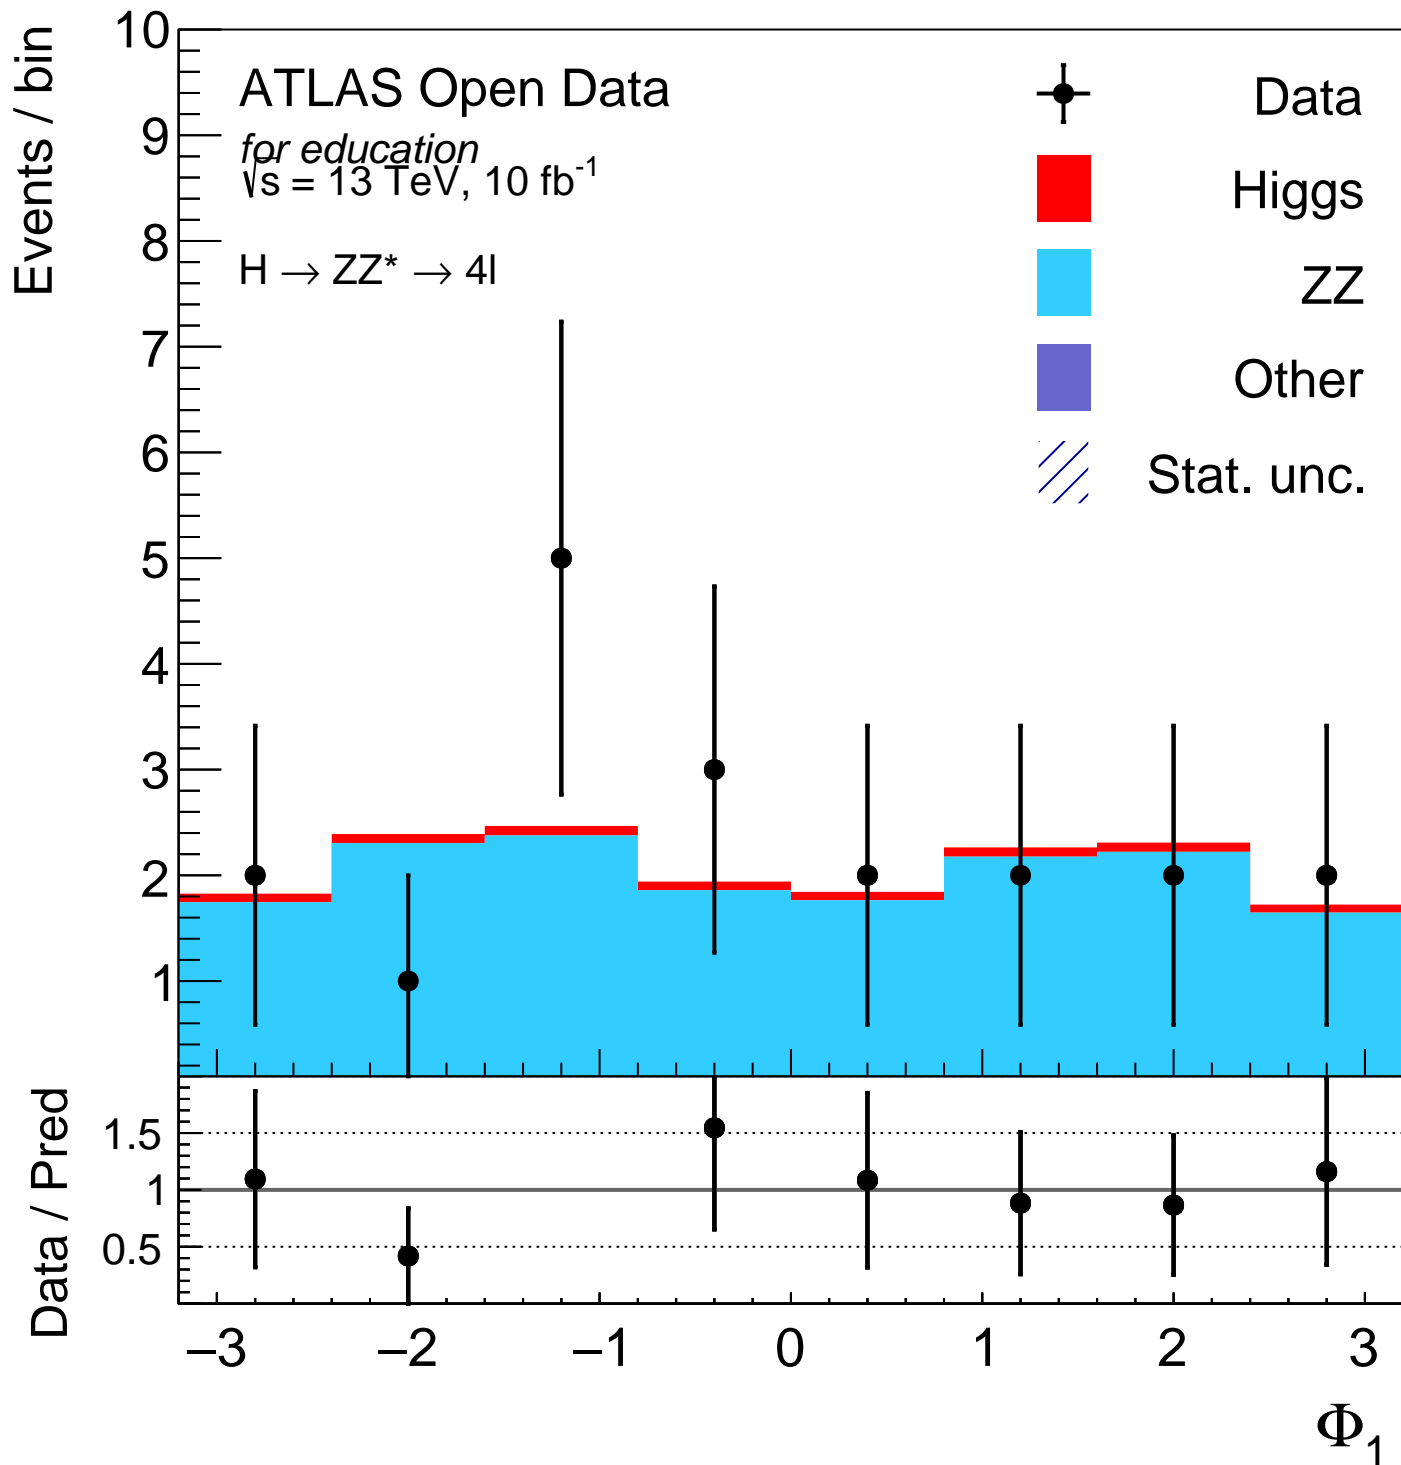 Events / bin
10
9
8
7
6
5
4
3
2
1
ATLAS Open Data
for education
√s = 13 TeV, 10 fb⁻¹
H → ZZ* → 4l
Data
Higgs
ZZ
Other
Stat. unc.
Data / Pred
1.5
1
0.5
−3 −2 −1 0 1 2 3
Φ₁